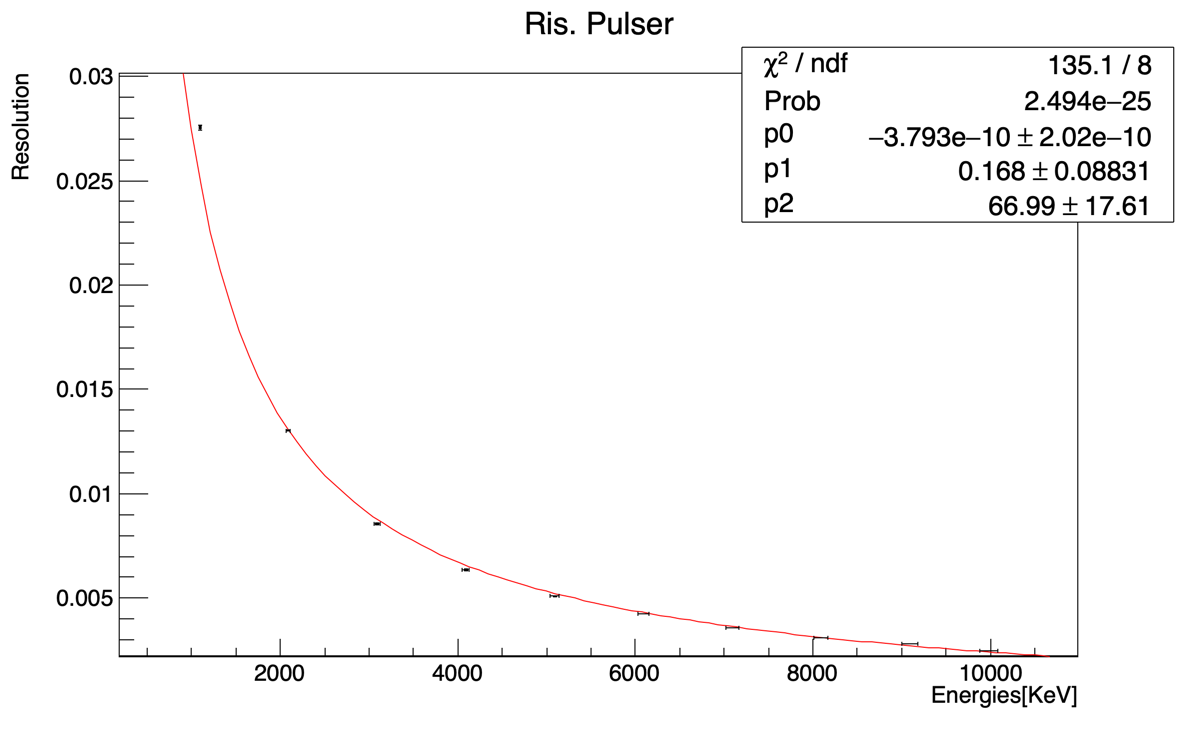 Ris. Pulser
χ² / ndf 135.1 / 8
Prob 2.494e−25
p0 −3.793e−10 ± 2.02e−10
p1 0.168 ± 0.08831
p2 66.99 ± 17.61
Resolution
0.03
0.025
0.02
0.015
0.01
0.005
2000 4000 6000 8000 10000
Energies[KeV]